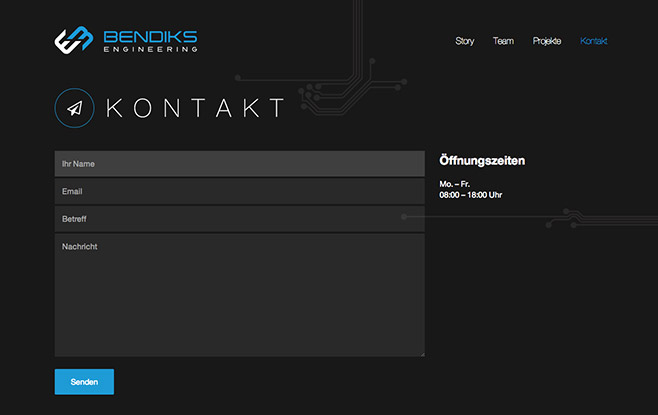 BENDIKS
ENGINEERING
Story Team Projekte Kontakt
KONTAKT
Ihr Name
Email
Betreff
Nachricht
Senden
Öffnungszeiten
Mo. – Fr.
08:00 – 18:00 Uhr